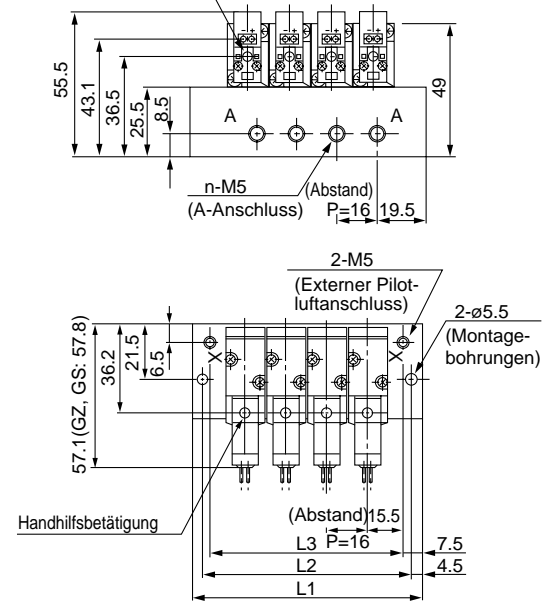 55.5
43.1
36.5
25.5
8.5
49
A
A
n-M5
(A-Anschluss)
(Abstand)
P=16
19.5
2-M5
(Externer Pilot-
luftanschluss)
2-ø5.5
(Montage-
bohrungen)
57.1(GZ, GS: 57.8)
36.2
21.5
6.5
X
X
Handhilfsbetätigung
(Abstand)
15.5
P=16
L3
7.5
L2
4.5
L1